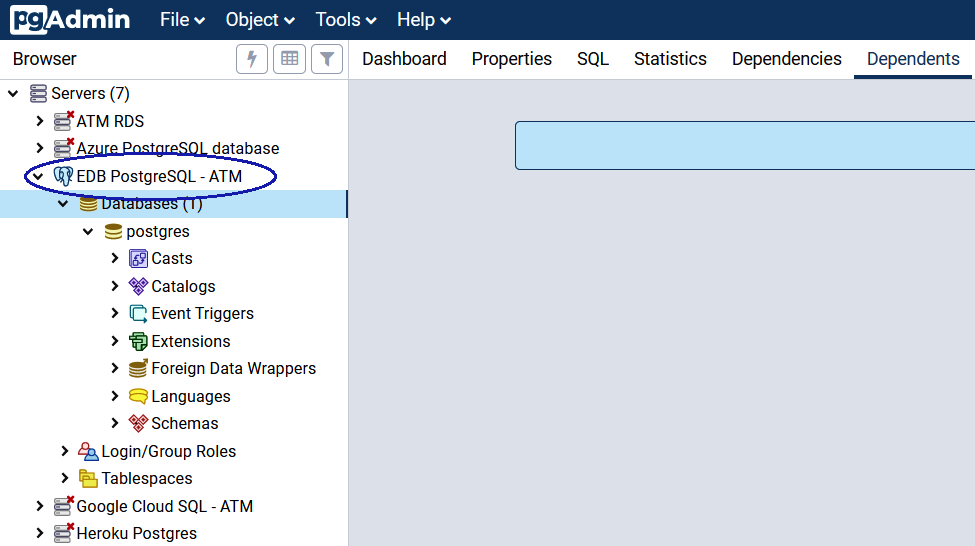 pgAdmin File Object Tools Help
Browser Dashboard Properties SQL Statistics Dependencies Dependents
Servers (7)
ATM RDS
Azure PostgreSQL database
EDB PostgreSQL - ATM
Databases (1)
postgres
Casts
Catalogs
Event Triggers
Extensions
Foreign Data Wrappers
Languages
Schemas
Login/Group Roles
Tablespaces
Google Cloud SQL - ATM
Heroku Postgres